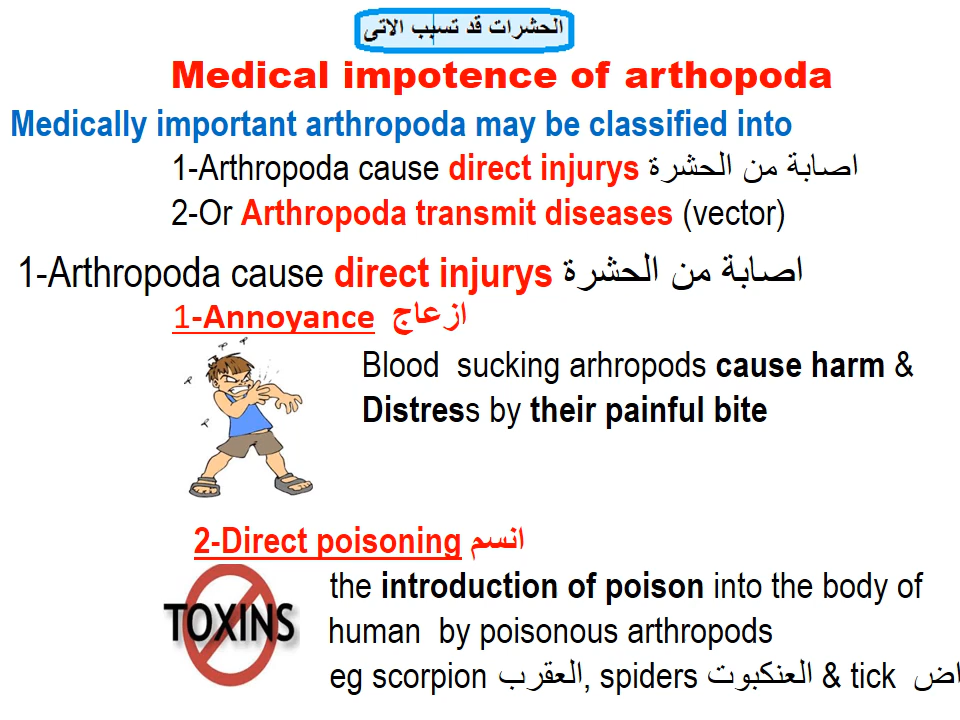 الحشرات قد تسبب الاتى
Medical impotence of arthopoda
Medically important arthropoda may be classified into
1-Arthropoda cause direct injurys اصابة من الحشرة
2-Or Arthropoda transmit diseases (vector)
1-Arthropoda cause direct injurys اصابة من الحشرة
1-Annoyance ازعاج
Blood sucking arhropods cause harm &
Distress by their painful bite
2-Direct poisoning انسم
TOXINS
the introduction of poison into the body of
human by poisonous arthropods
eg scorpion العقرب, spiders العنكبوت & tick